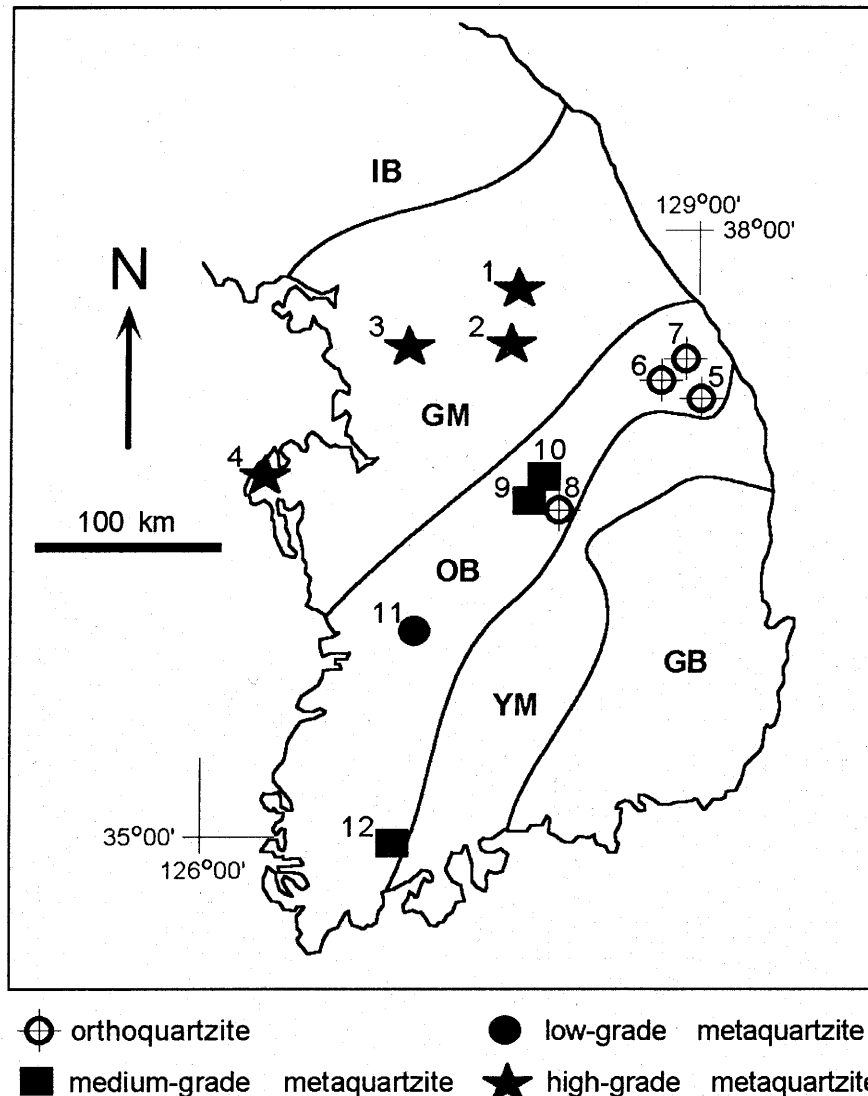 IB
129°00'
38°00'
N
1
3
2
7
6
5
GM
4
10
9
8
100 km
OB
11
GB
YM
35°00'
12
126°00'
orthoquartzite
low-grade metaquartzite
medium-grade metaquartzite
high-grade metaquartzite